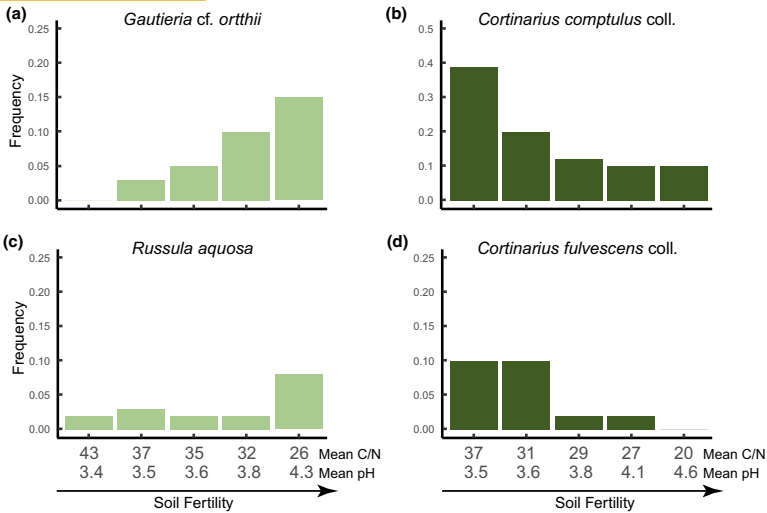 (a)
Gautieria cf. ortthii
0.25
0.20
0.15
0.10
0.05
0.00
Frequency
(b)
Cortinarius comptulus coll.
0.5
0.4
0.3
0.2
0.1
0.0
(c)
Russula aquosa
0.25
0.20
0.15
0.10
0.05
0.00
Frequency
43 37 35 32 26 Mean C/N
3.4 3.5 3.6 3.8 4.3 Mean pH
Soil Fertility
(d)
Cortinarius fulvescens coll.
0.25
0.20
0.15
0.10
0.05
0.00
37 31 29 27 20 Mean C/N
3.5 3.6 3.8 4.1 4.6 Mean pH
Soil Fertility